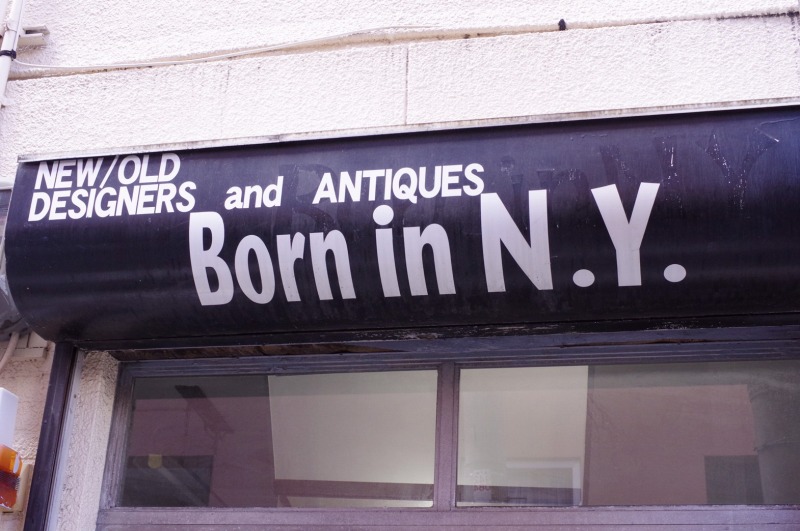 NEW/OLD
DESIGNERS and ANTIQUES
Born in N.Y.